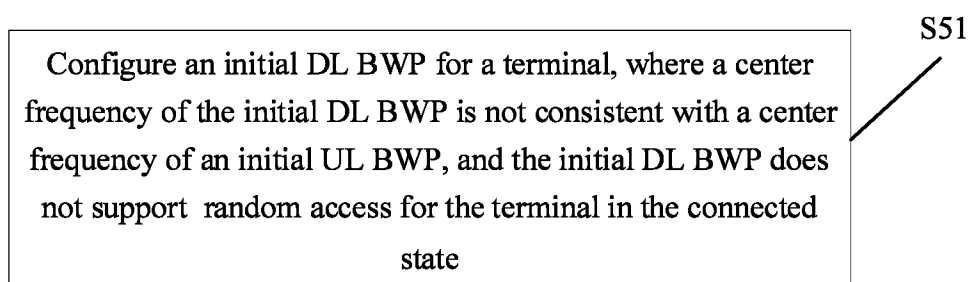 S51
Configure an initial DL BWP for a terminal, where a center
frequency of the initial DL BWP is not consistent with a center
frequency of an initial UL BWP, and the initial DL BWP does
not support random access for the terminal in the connected
state